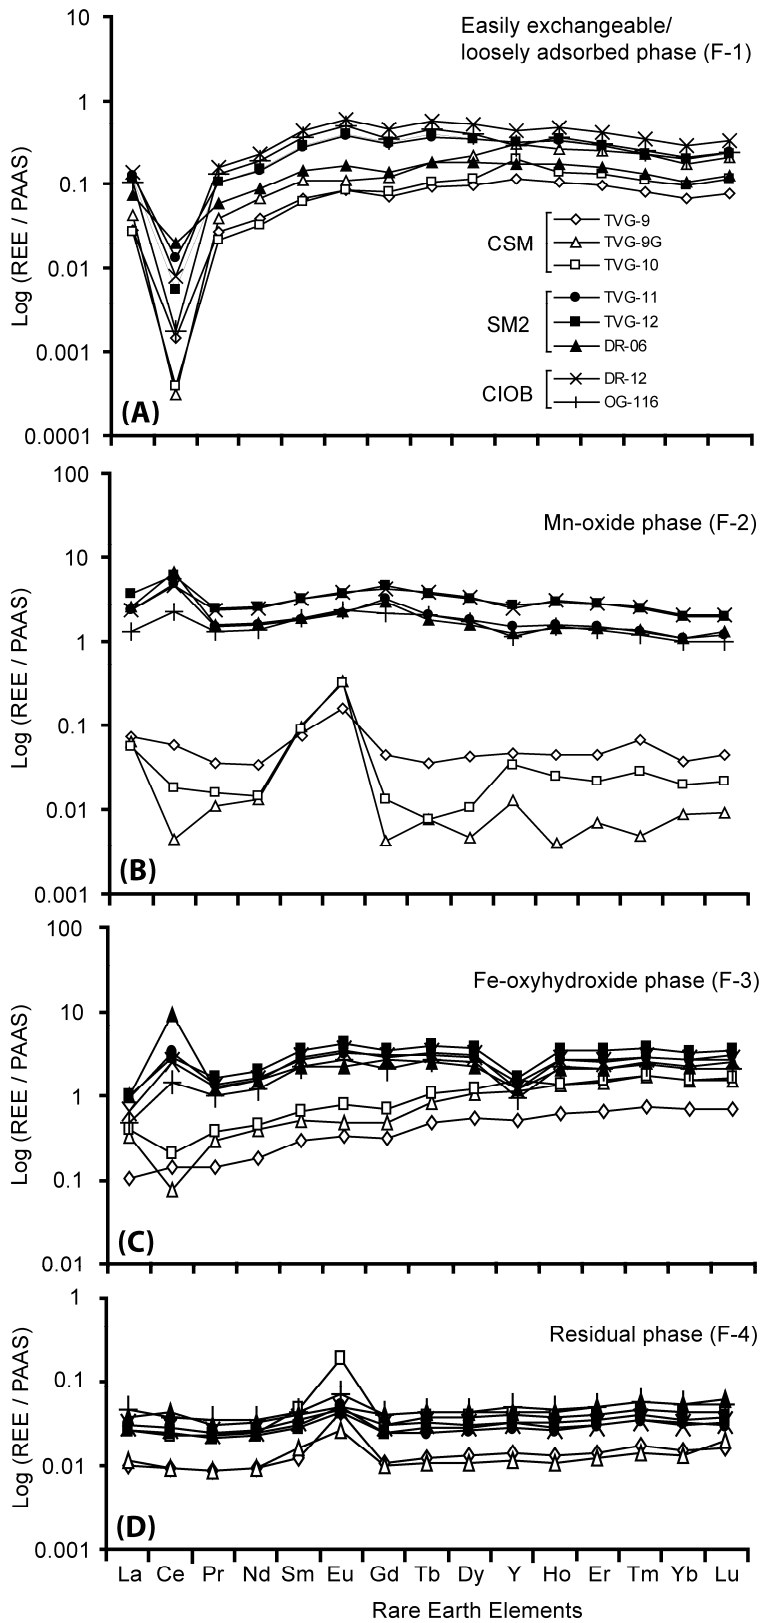 10
1
0.1
0.01
0.001
0.0001
Log (REE / PAAS)
Easily exchangeable/
loosely adsorbed phase (F-1)
CSM
TVG-9
TVG-9G
TVG-10
SM2
TVG-11
TVG-12
DR-06
CIOB
DR-12
OG-116
(A)
100
10
1
0.1
0.01
0.001
Log (REE / PAAS)
Mn-oxide phase (F-2)
(B)
100
10
1
0.1
0.01
Log (REE / PAAS)
Fe-oxyhydroxide phase (F-3)
(C)
1
0.1
0.01
0.001
Log (REE / PAAS)
Residual phase (F-4)
(D)
La Ce Pr Nd Sm Eu Gd Tb Dy Y Ho Er Tm Yb Lu
Rare Earth Elements